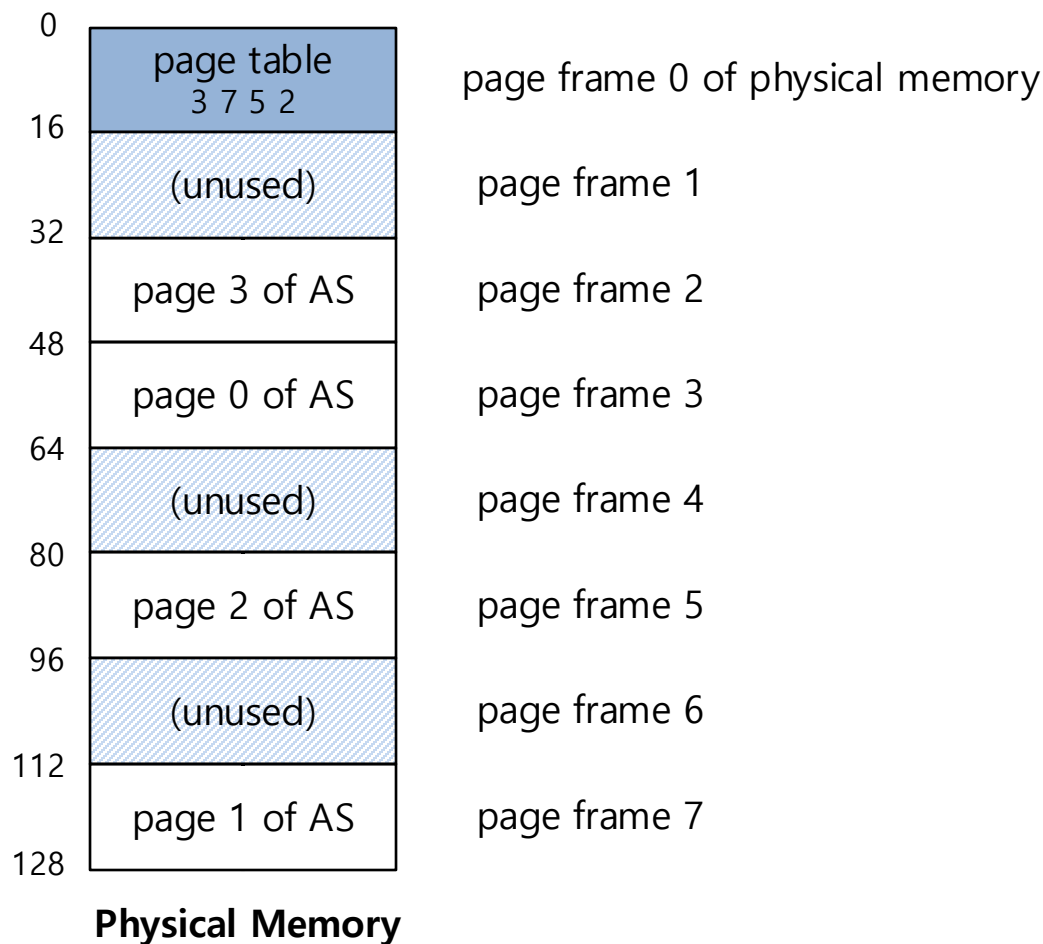 0
page table
3 7 5 2
page frame 0 of physical memory
16
(unused)
page frame 1
32
page 3 of AS
page frame 2
48
page 0 of AS
page frame 3
64
(unused)
page frame 4
80
page 2 of AS
page frame 5
96
(unused)
page frame 6
112
page 1 of AS
page frame 7
128
Physical Memory